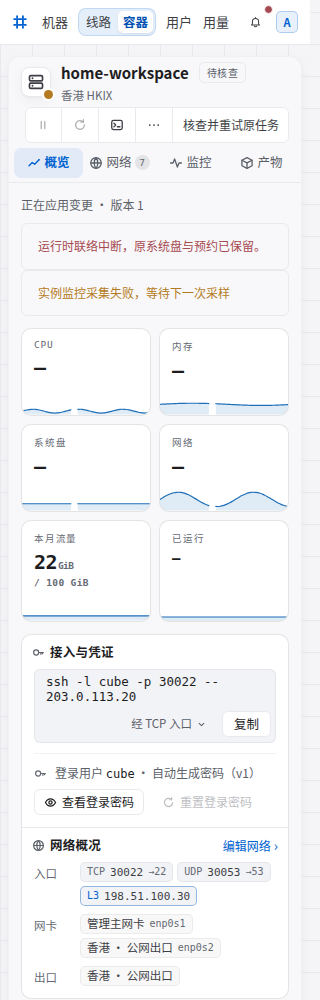 机器 线路 容器 用户 用量 A
home-workspace 待核查
香港 HKIX
核查并重试原任务
概览 网络 7 监控 产物
正在应用变更 · 版本 1
运行时联络中断，原系统盘与预约已保留。
实例监控采集失败，等待下一次采样
CPU 内存
— —
系统盘 网络
— —
本月流量 已运行
22 GiB —
/ 100 GiB
接入与凭证
ssh -l cube -p 30022 --
203.0.113.20
经 TCP 入口 复制
登录用户 cube · 自动生成密码（v1）
查看登录密码 重置登录密码
网络概况 编辑网络 ›
入口 TCP 30022 →22 UDP 30053 →53
L3 198.51.100.30
网卡 管理主网卡 enp0s1
香港 · 公网出口 enp0s2
出口 香港 · 公网出口